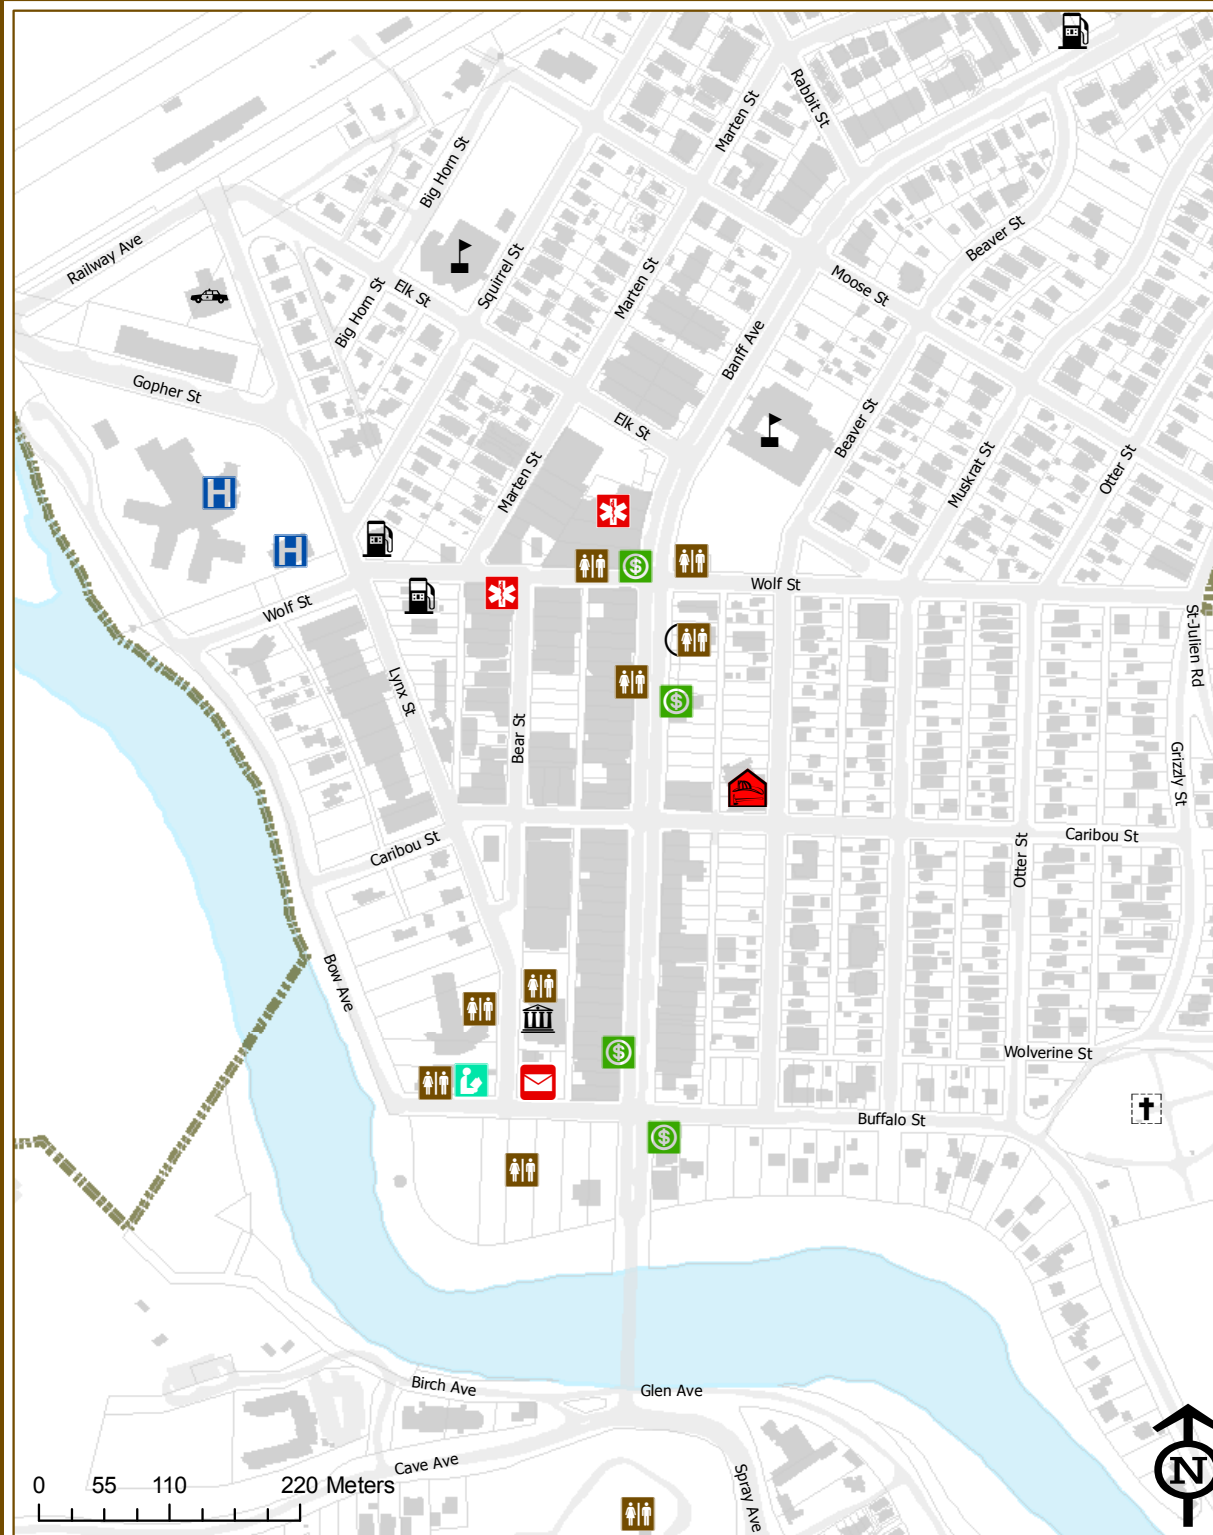 Rabbit St
Marten St
Big Horn St
Railway Ave
Beaver St
Squirrel St
Marten St
Moose St
Elk St
Big Horn St
Banff Ave
Gopher St
Elk St
Beaver St
Marten St
Muskrat St
Otter St
H
H
$
Wolf St
Wolf St
St-Julien Rd
Lynx St
$
Bear St
Grizzly St
Caribou St
Caribou St
Otter St
Bow Ave
$
Wolverine St
Buffalo St
$
Birch Ave
Glen Ave
Cave Ave
Spray Ave
N
0 55 110 220 Meters